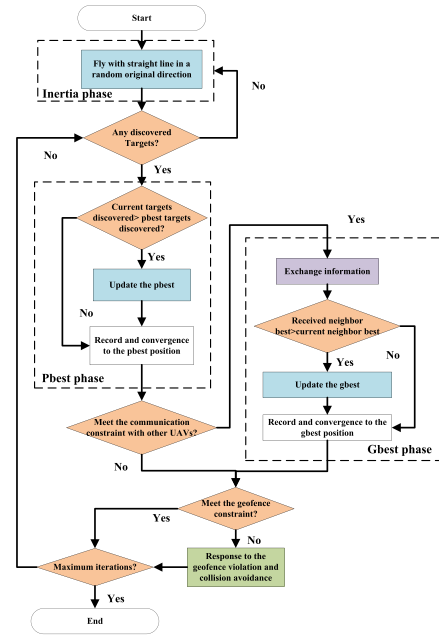 Start
Fly with straight line in a
random original direction
Inertia phase
No
Any discovered
Targets?
No
Yes
Current targets
discovered> pbest targets
discovered?
Yes
Update the pbest
No
Record and convergence
to the pbest position
Pbest phase
Yes
Exchange information
Received neighbor
best>current neighbor best
Yes
No
Update the gbest
Record and convergence to the
gbest position
Gbest phase
Meet the communication
constraint with other UAVs?
No
Meet the geofence
constraint?
Yes
No
Maximum iterations?
Response to the
geofence violation and
collision avoidance
Yes
End